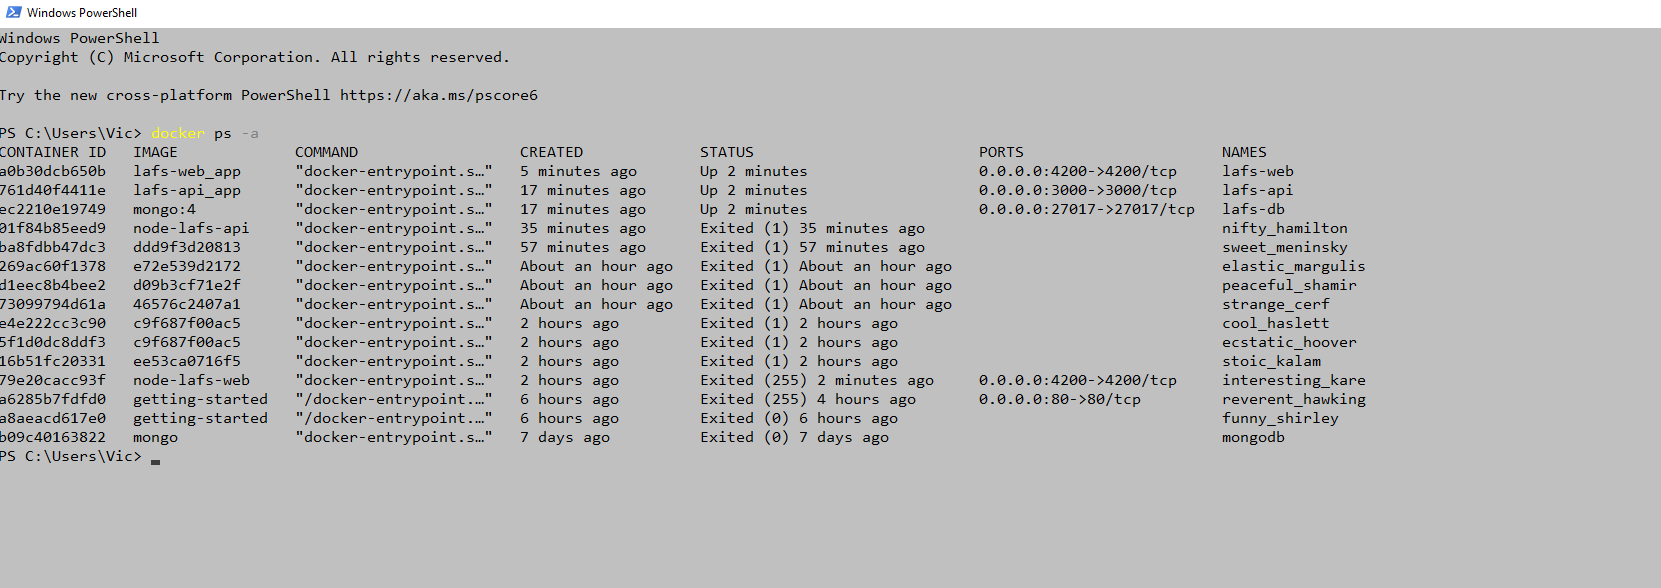 Windows PowerShell
Windows PowerShell
Copyright (C) Microsoft Corporation. All rights reserved.
Try the new cross-platform PowerShell https://aka.ms/pscore6
PS C:\Users\Vic> docker ps -a
CONTAINER ID IMAGE COMMAND CREATED STATUS PORTS NAMES
a0b30dcb650b lafs-web_app "docker-entrypoint.s…" 5 minutes ago Up 2 minutes 0.0.0.0:4200->4200/tcp lafs-web
761d40f4411e lafs-api_app "docker-entrypoint.s…" 17 minutes ago Up 2 minutes 0.0.0.0:3000->3000/tcp lafs-api
ec2210e19749 mongo:4 "docker-entrypoint.s…" 17 minutes ago Up 2 minutes 0.0.0.0:27017->27017/tcp lafs-db
01f84b85eed9 node-lafs-api "docker-entrypoint.s…" 35 minutes ago Exited (1) 35 minutes ago nifty_hamilton
ba8fdbb47dc3 ddd9f3d20813 "docker-entrypoint.s…" 57 minutes ago Exited (1) 57 minutes ago sweet_meninsky
269ac60f1378 e72e539d2172 "docker-entrypoint.s…" About an hour ago Exited (1) About an hour ago elastic_margulis
d1eec8b4bee2 d09b3cf71e2f "docker-entrypoint.s…" About an hour ago Exited (1) About an hour ago peaceful_shamir
73099794d61a 46576c2407a1 "docker-entrypoint.s…" About an hour ago Exited (1) About an hour ago strange_cerf
e4e222cc3c90 c9f687f00ac5 "docker-entrypoint.s…" 2 hours ago Exited (1) 2 hours ago cool_haslett
5f1d0dc8ddf3 c9f687f00ac5 "docker-entrypoint.s…" 2 hours ago Exited (1) 2 hours ago ecstatic_hoover
16b51fc20331 ee53ca0716f5 "docker-entrypoint.s…" 2 hours ago Exited (1) 2 hours ago stoic_kalam
79e20cacc93f node-lafs-web "docker-entrypoint.s…" 2 hours ago Exited (255) 2 minutes ago 0.0.0.0:4200->4200/tcp interesting_kare
a6285b7fdfd0 getting-started "/docker-entrypoint.…" 6 hours ago Exited (255) 4 hours ago 0.0.0.0:80->80/tcp reverent_hawking
a8aeacd617e0 getting-started "/docker-entrypoint.…" 6 hours ago Exited (0) 6 hours ago funny_shirley
b09c40163822 mongo "docker-entrypoint.s…" 7 days ago Exited (0) 7 days ago mongodb
PS C:\Users\Vic>